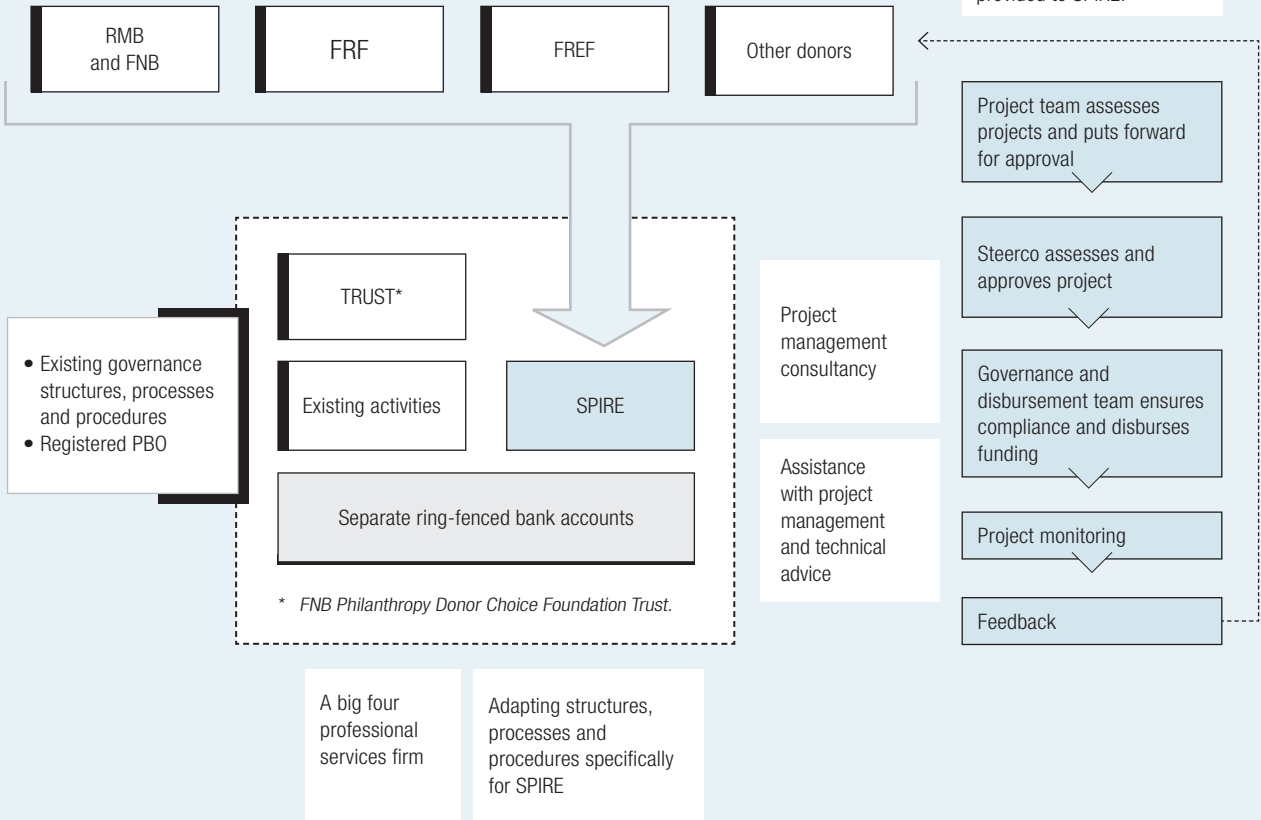 RMB
and FNB
FRF
FREF
Other donors
Project team assesses
projects and puts forward
for approval
Steerco assesses and
approves project
Governance and
disbursement team ensures
compliance and disburses
funding
Project monitoring
Feedback
TRUST*
Existing activities
SPIRE
Separate ring-fenced bank accounts
* FNB Philanthropy Donor Choice Foundation Trust.
• Existing governance
structures, processes
and procedures
• Registered PBO
Project
management
consultancy
Assistance
with project
management
and technical
advice
A big four
professional
services firm
Adapting structures,
processes and
procedures specifically
for SPIRE